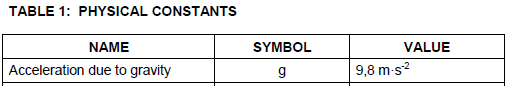 TABLE 1: PHYSICAL CONSTANTS
NAME SYMBOL VALUE
Acceleration due to gravity g 9,8 m·s⁻²